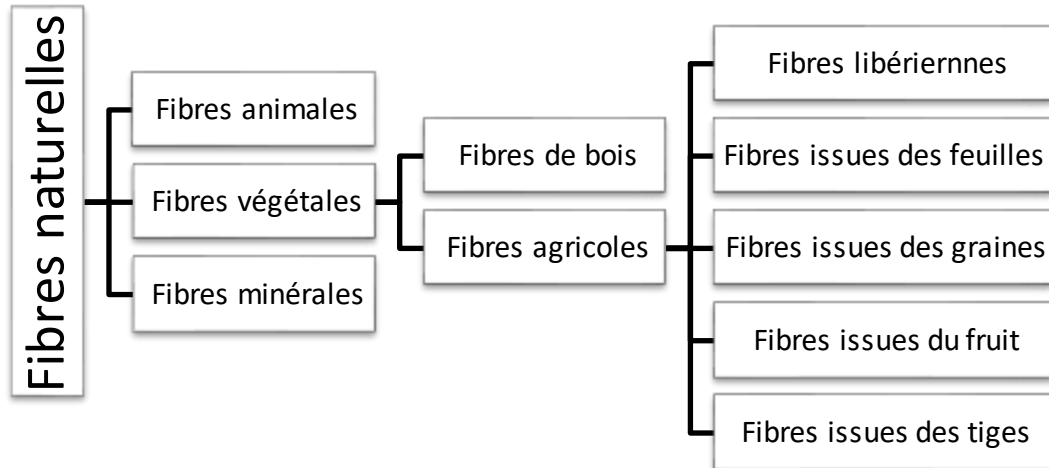 Fibres naturelles
Fibres animales
Fibres végétales
Fibres minérales
Fibres de bois
Fibres agricoles
Fibres libériernnes
Fibres issues des feuilles
Fibres issues des graines
Fibres issues du fruit
Fibres issues des tiges